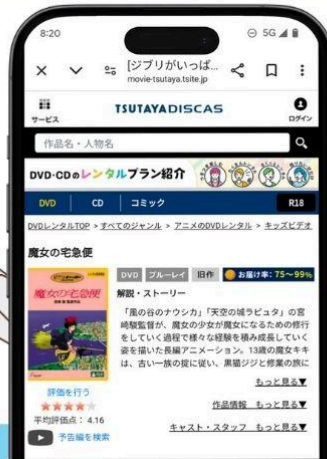 8:20
5G
[ジブリがいっぱ...
movie-tsutaya.tsite.jp
サービス
TSUTAYADISCAS
ログイン
作品名・人物名
DVD・CDのレンタルプラン紹介
DVD
CD
コミック
R18
DVDレンタルTOP > すべてのジャンル > アニメのDVDレンタル > キッズビデオ
魔女の宅急便
魔女の宅急便
DVD ブルーレイ 旧作 お届け率：75～99%
解説・ストーリー
「風の谷のナウシカ」「天空の城ラピュタ」の宮
崎駿監督が、魔女の少女が魔女になるための修行
をしていく過程で様々な経験を積み成長していく
姿を描いた長編アニメーション。13歳の魔女キキ
は、古い一族の掟に従い、黒猫ジジと修業の旅に
もっと見る▼
評価を行う
★★★★★
作品情報 もっと見る▼
平均評価点： 4.16
キャスト・スタッフ もっと見る▼
予告編を検索